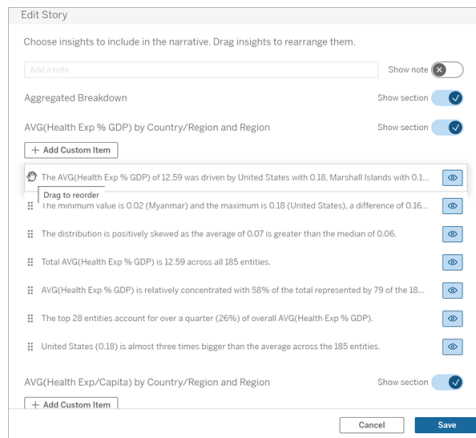 Edit Story
Choose insights to include in the narrative. Drag insights to rearrange them.
Add a note
Show note
Aggregated Breakdown
Show section
AVG(Health Exp % GDP) by Country/Region and Region
Show section
+ Add Custom Item
The AVG(Health Exp % GDP) of 12.59 was driven by United States with 0.18, Marshall Islands with 0.1...
Drag to reorder
The minimum value is 0.02 (Myanmar) and the maximum is 0.18 (United States), a difference of 0.16...
The distribution is positively skewed as the average of 0.07 is greater than the median of 0.06.
Total AVG(Health Exp % GDP) is 12.59 across all 185 entities.
AVG(Health Exp % GDP) is relatively concentrated with 58% of the total represented by 79 of the 18...
The top 28 entities account for over a quarter (26%) of overall AVG(Health Exp % GDP).
United States (0.18) is almost three times bigger than the average across the 185 entities.
AVG(Health Exp/Capita) by Country/Region and Region
Show section
+ Add Custom Item
Cancel
Save